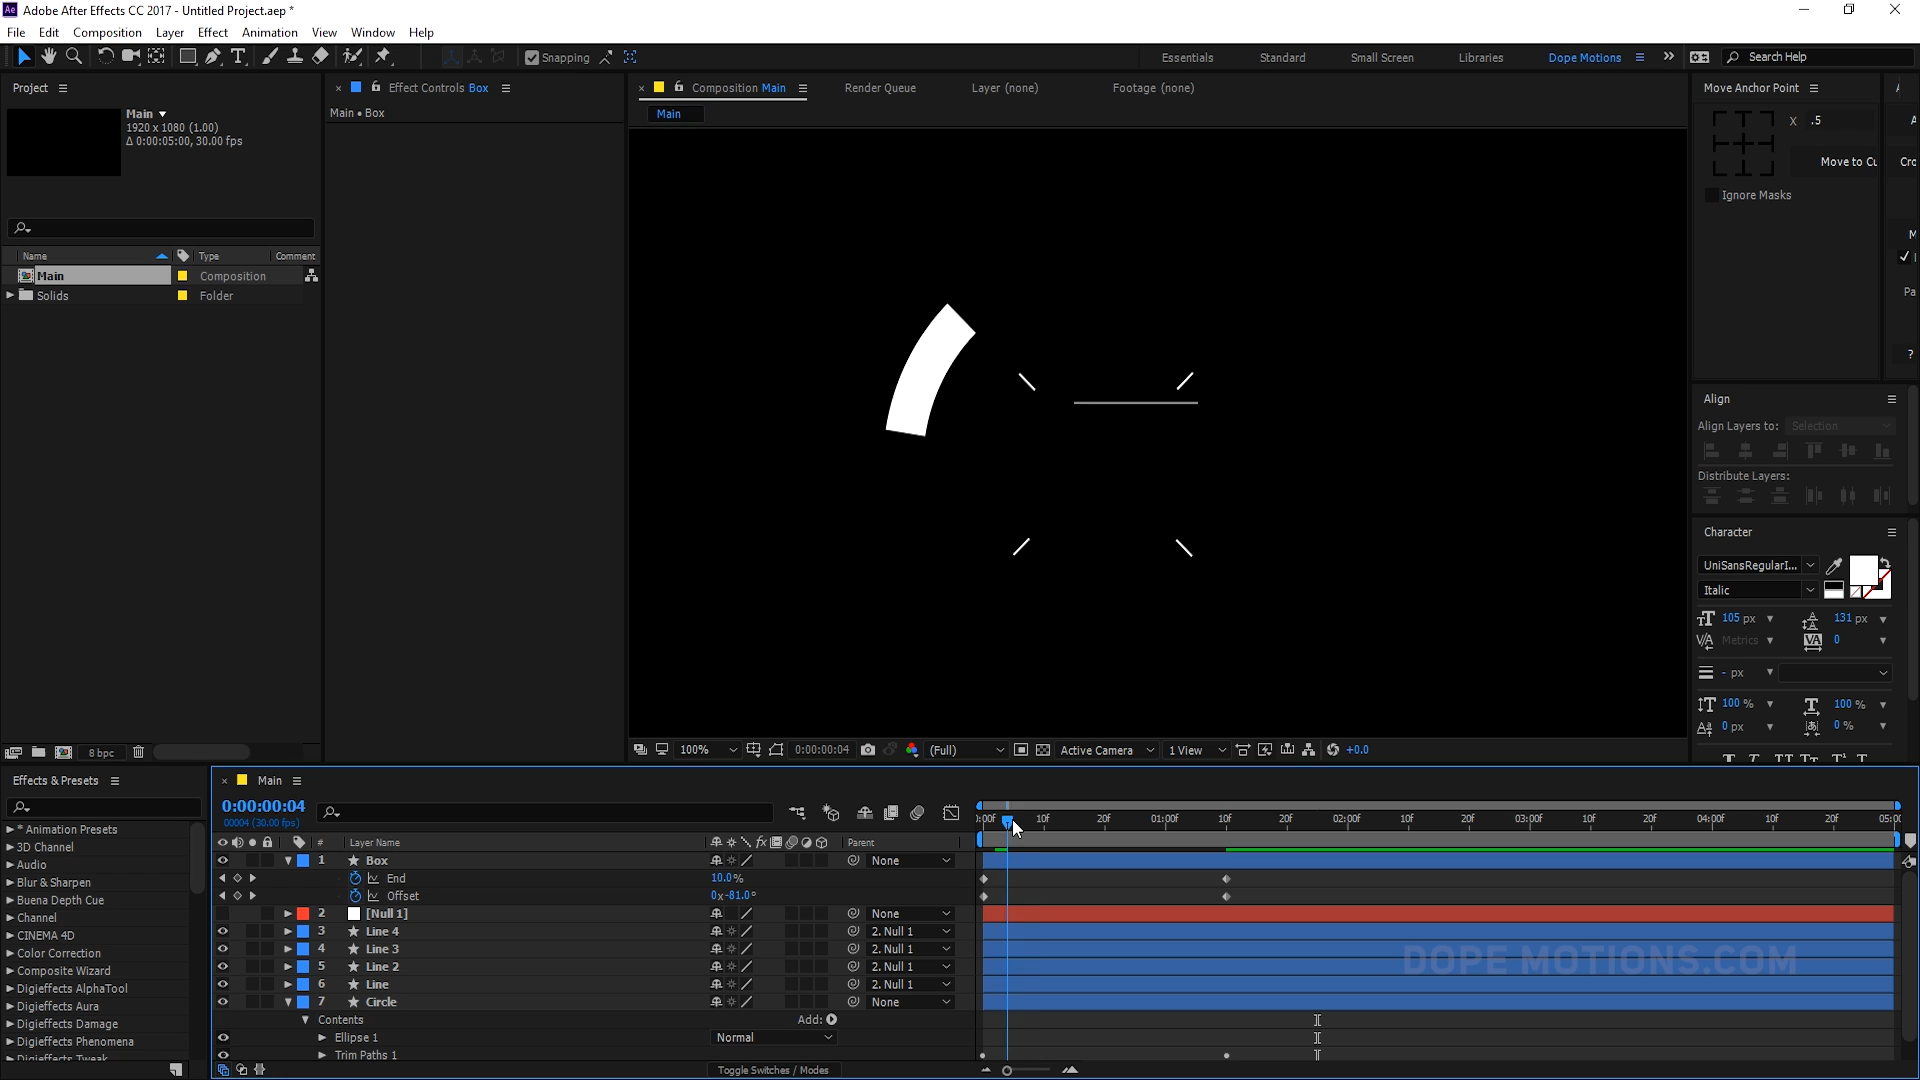 Adobe After Effects CC 2017 - Untitled Project.aep *
File Edit Composition Layer Effect Animation View Window Help
Snapping
Essentials Standard Small Screen Libraries Dope Motions Search Help
Project
Main
1920 x 1080 (1.00)
Δ 0:00:05:00, 30.00 fps
Name Type Comment
Main Composition
Solids Folder
8 bpc
Effect Controls Box
Main • Box
Composition Main Render Queue Layer (none) Footage (none)
Main
100% 0:00:00:04 (Full) Active Camera 1 View +0.0
Move Anchor Point
X .5
Move to Cu
Ignore Masks
Align
Align Layers to: Selection
Distribute Layers:
Character
UniSansRegularI...
Italic
105 px 131 px
Metrics 0
- px
100 % 100 %
0 px 0 %
Effects & Presets
* Animation Presets
3D Channel
Audio
Blur & Sharpen
Buena Depth Cue
Channel
CINEMA 4D
Color Correction
Composite Wizard
Digieffects AlphaTool
Digieffects Aura
Digieffects Damage
Digieffects Phenomena
Digieffects Tweak
Main
0:00:00:04
00004 (30.00 fps)
:00F 10F 20F 01:00F 10F 20F 02:00F 10F 20F 03:00F 10F 20F 04:00F 10F 20F 05:00
# Layer Name fx Parent
1 Box None
End 10.0%
Offset 0x-81.0°
2 [Null 1] None
3 Line 4 2. Null 1
4 Line 3 2. Null 1
5 Line 2 2. Null 1
6 Line 2. Null 1
7 Circle None
Contents Add:
Ellipse 1 Normal
Trim Paths 1
Toggle Switches / Modes
DOPE MOTIONS.COM